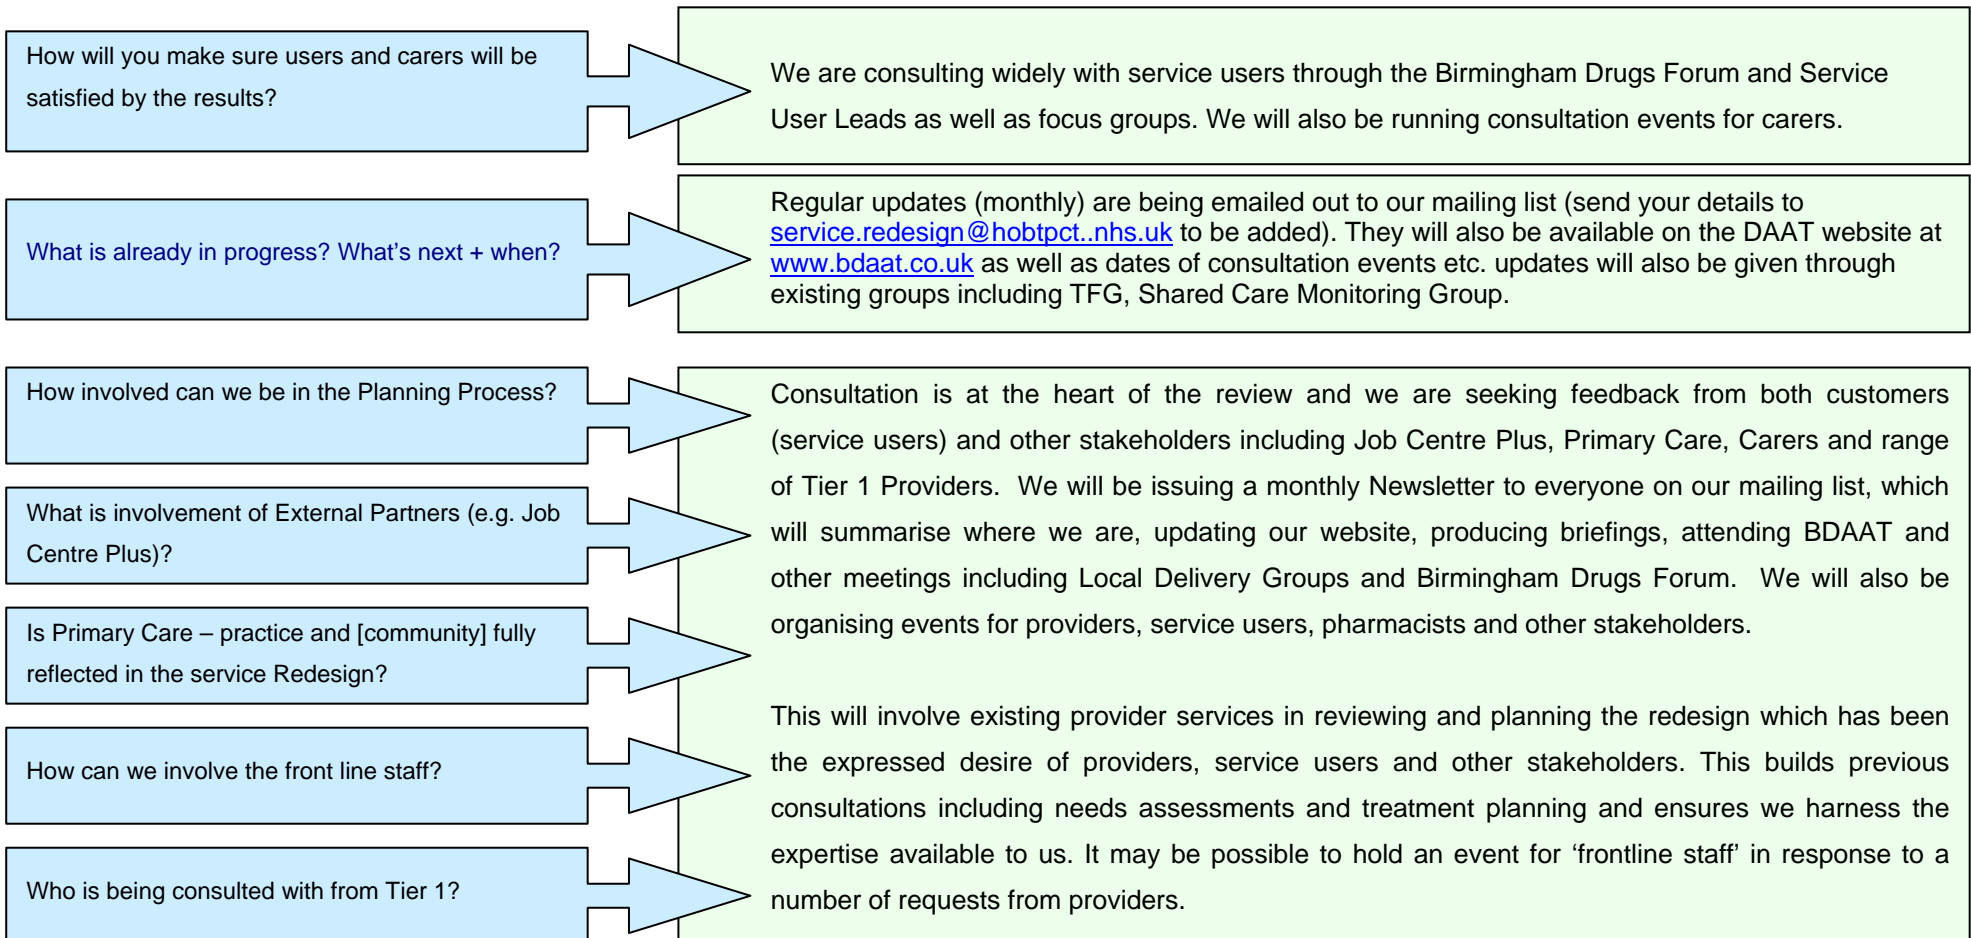 How will you make sure users and carers will be
satisfied by the results?
We are consulting widely with service users through the Birmingham Drugs Forum and Service
User Leads as well as focus groups. We will also be running consultation events for carers.
What is already in progress? What's next + when?
Regular updates (monthly) are being emailed out to our mailing list (send your details to
service.redesign@hobtpct..nhs.uk to be added). They will also be available on the DAAT website at
www.bdaat.co.uk as well as dates of consultation events etc. updates will also be given through
existing groups including TFG, Shared Care Monitoring Group.
How involved can we be in the Planning Process?
What is involvement of External Partners (e.g. Job
Centre Plus)?
Is Primary Care – practice and [community] fully
reflected in the service Redesign?
How can we involve the front line staff?
Who is being consulted with from Tier 1?
Consultation is at the heart of the review and we are seeking feedback from both customers
(service users) and other stakeholders including Job Centre Plus, Primary Care, Carers and range
of Tier 1 Providers. We will be issuing a monthly Newsletter to everyone on our mailing list, which
will summarise where we are, updating our website, producing briefings, attending BDAAT and
other meetings including Local Delivery Groups and Birmingham Drugs Forum. We will also be
organising events for providers, service users, pharmacists and other stakeholders.
This will involve existing provider services in reviewing and planning the redesign which has been
the expressed desire of providers, service users and other stakeholders. This builds previous
consultations including needs assessments and treatment planning and ensures we harness the
expertise available to us. It may be possible to hold an event for ‘frontline staff’ in response to a
number of requests from providers.